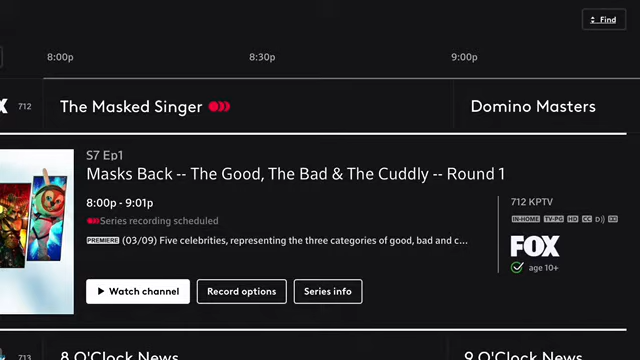 Find
8:00p 8:30p 9:00p
X 712 The Masked Singer Domino Masters
S7 Ep1
Masks Back -- The Good, The Bad & The Cuddly -- Round 1
8:00p - 9:01p
Series recording scheduled
PREMIERE (03/09) Five celebrities, representing the three categories of good, bad and c...
712 KPTV
IN-HOME TV-PG HD CC D
FOX
age 10+
Watch channel Record options Series info
713 8 O'Clock News 9 O'Clock News